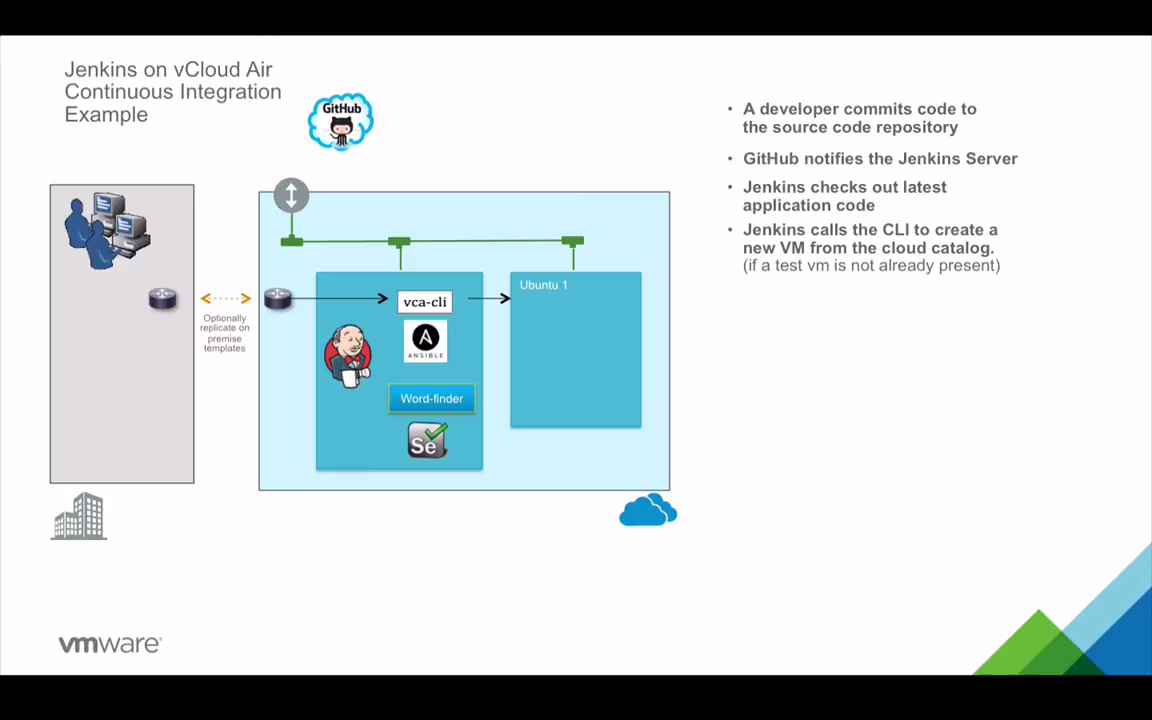 Jenkins on vCloud Air
Continuous Integration
Example
GitHub
• A developer commits code to
the source code repository
• GitHub notifies the Jenkins Server
• Jenkins checks out latest
application code
• Jenkins calls the CLI to create a
new VM from the cloud catalog.
(if a test vm is not already present)
Optionally
replicate on
premise
templates
vca-cli
ANSIBLE
Word-finder
Se
Ubuntu 1
vmware